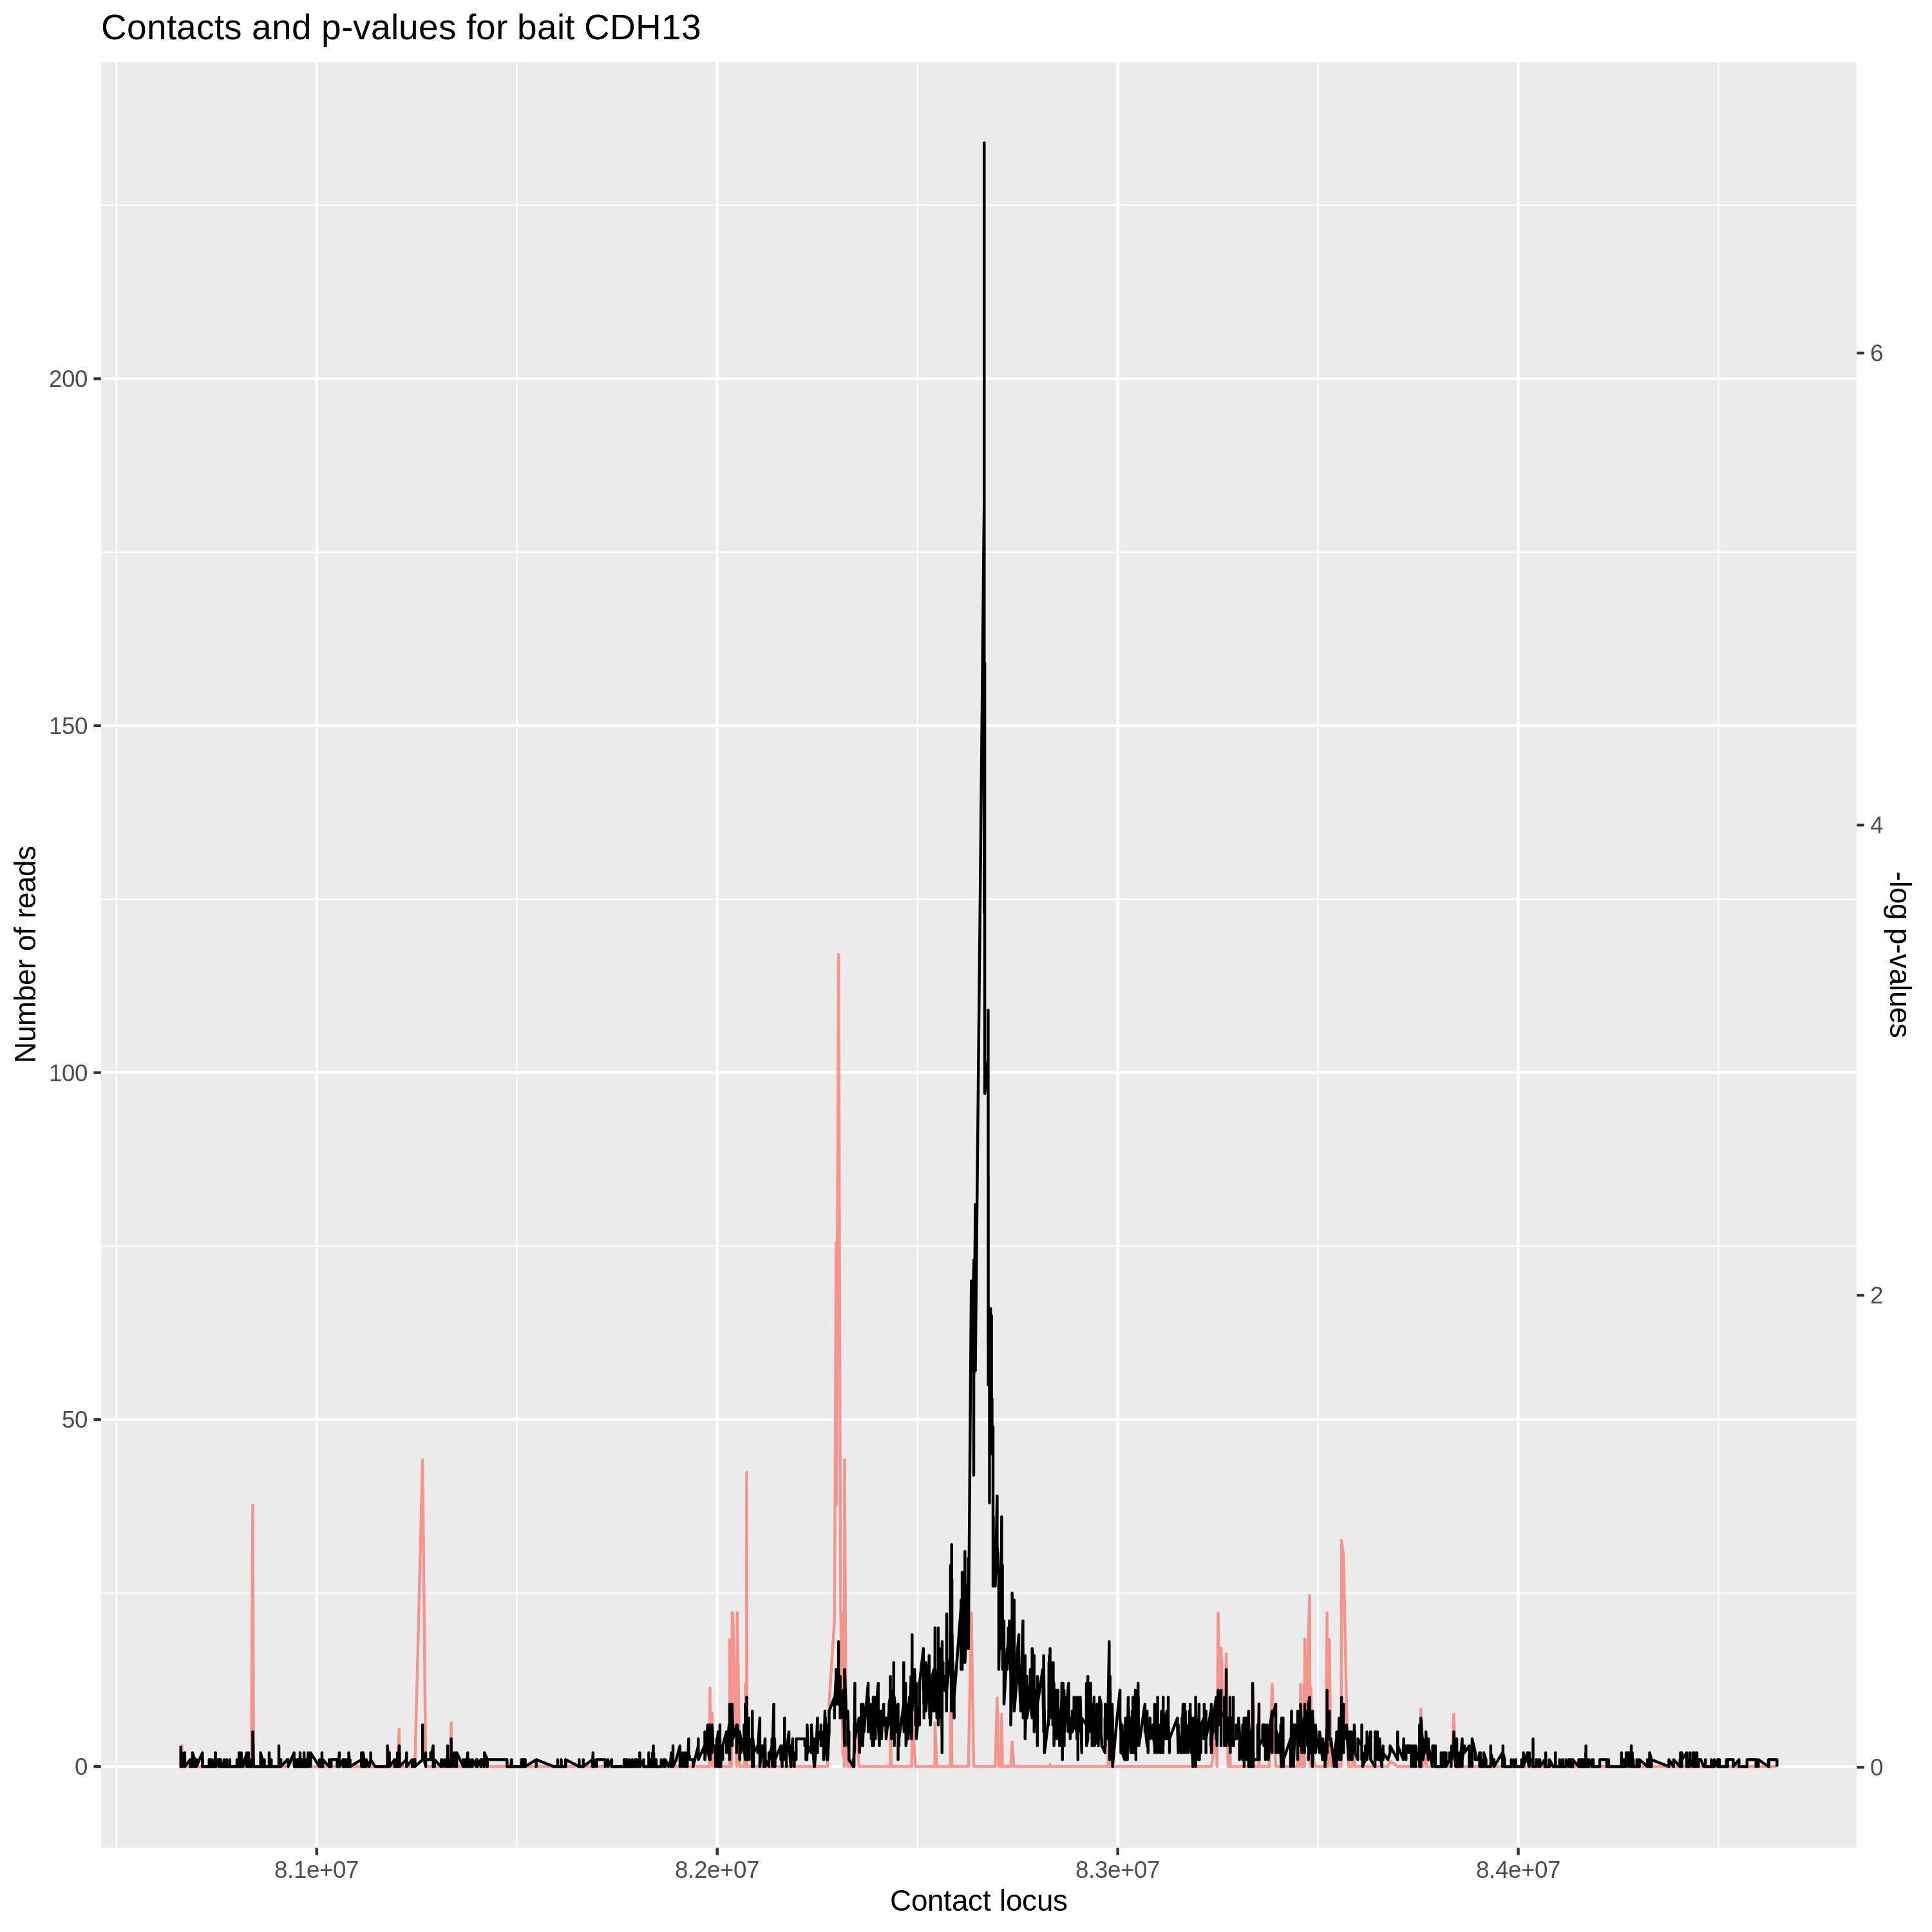 Contacts and p-values for bait CDH13
Number of reads
200
150
100
50
0
6
4
2
0
-log p-values
8.1e+07
8.2e+07
8.3e+07
8.4e+07
Contact locus